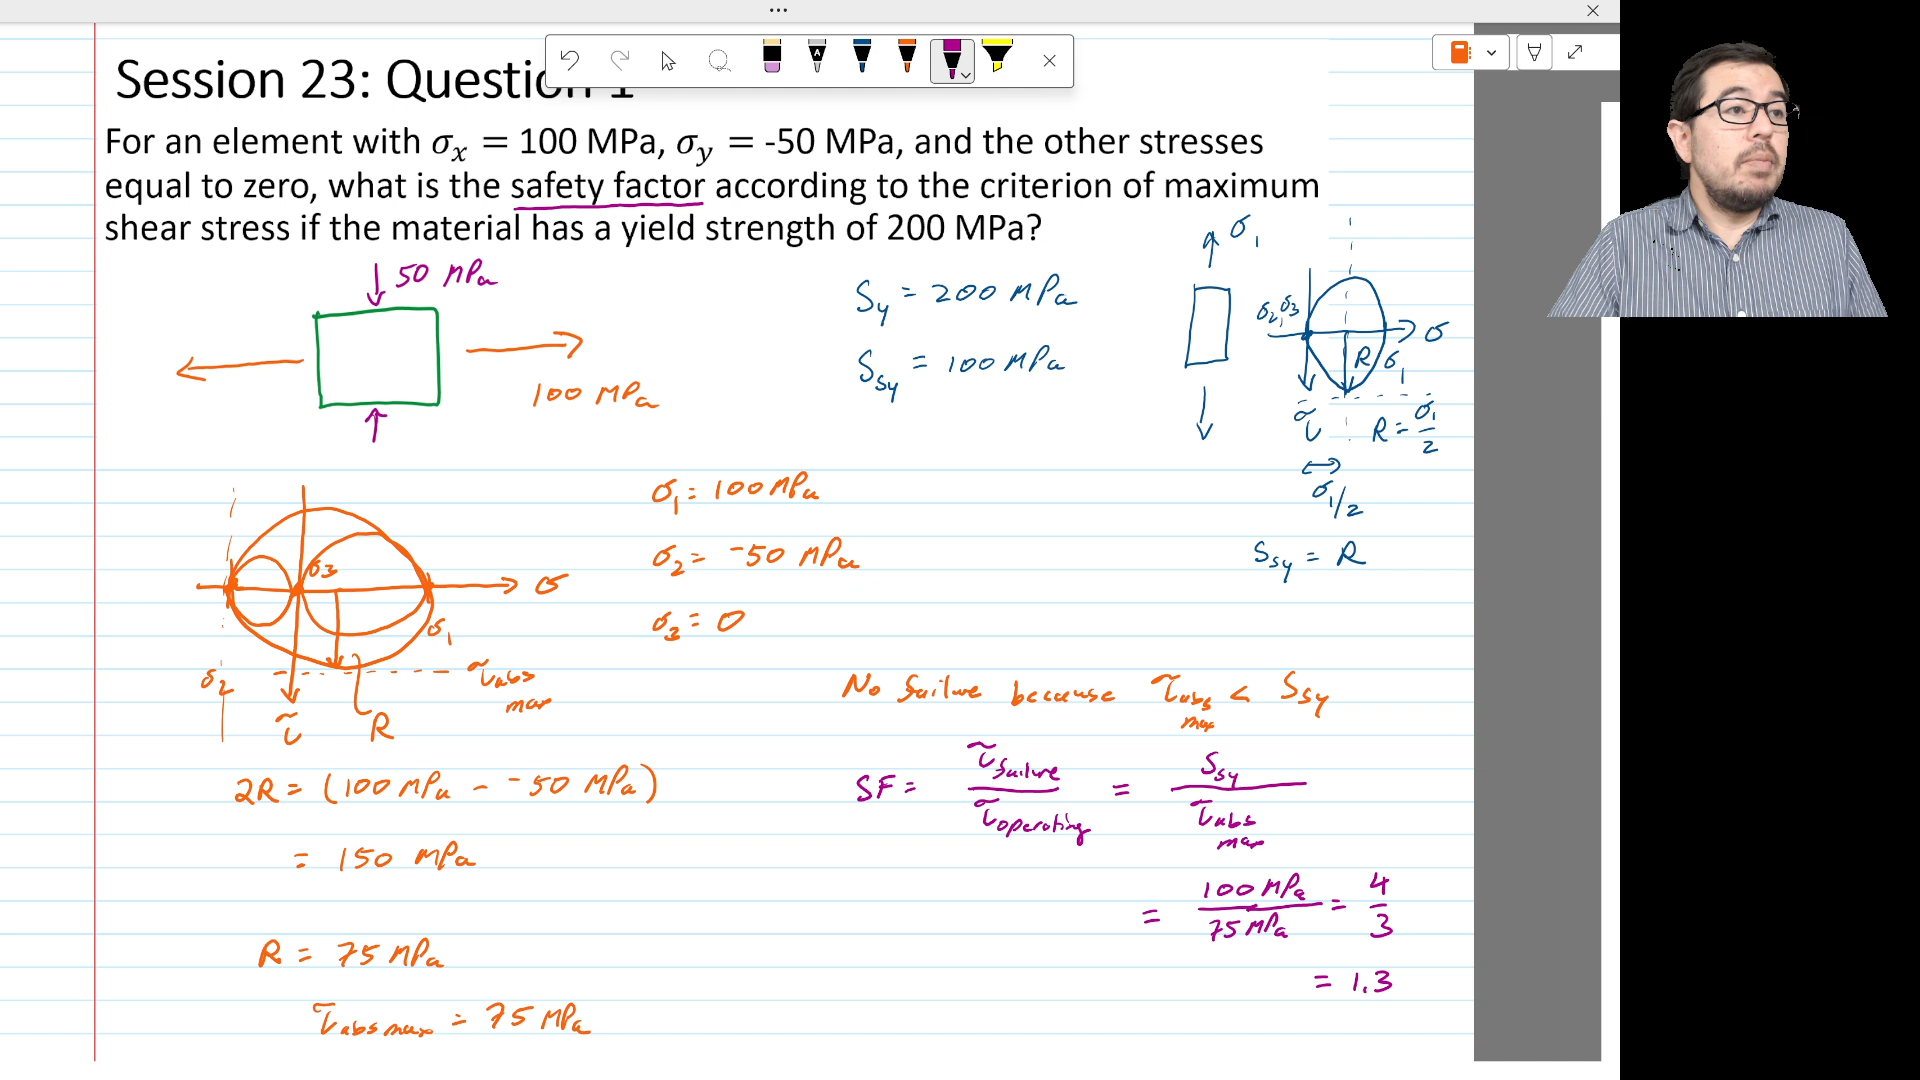 Session 23: Question 1
For an element with σx = 100 MPa, σy = -50 MPa, and the other stresses
equal to zero, what is the safety factor according to the criterion of maximum
shear stress if the material has a yield strength of 200 MPa?
50 MPa
100 MPa
Sy = 200 MPa
Ssy = 100 MPa
σ1
σ2, σ3
σ
R
σ1
τ
R = σ1/2
σ1/2
Ssy = R
σ1 = 100 MPa
σ2 = -50 MPa
σ3 = 0
σ3
σ
σ1
σ2
τabs max
τ
R
2R = (100 MPa - -50 MPa)
= 150 MPa
R = 75 MPa
τabs max = 75 MPa
No failure because τabs max < Ssy
SF = τfailure / τoperating = Ssy / τabs max
= 100 MPa / 75 MPa = 4/3
= 1.3